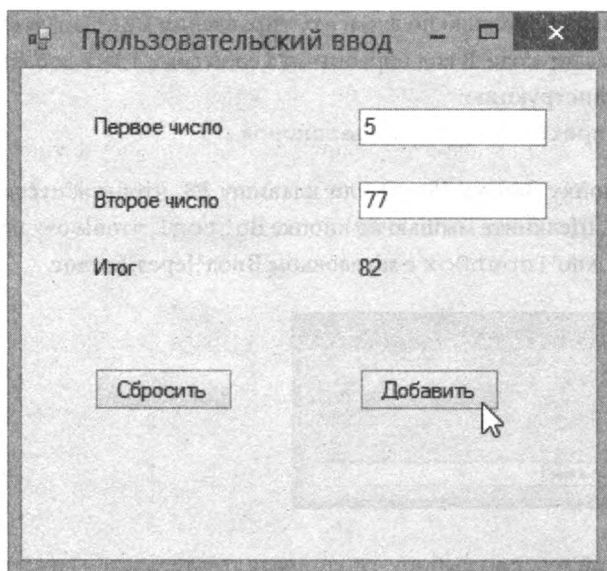 Пользовательский ввод
Первое число 5
Второе число 77
Итог 82
Сбросить Добавить